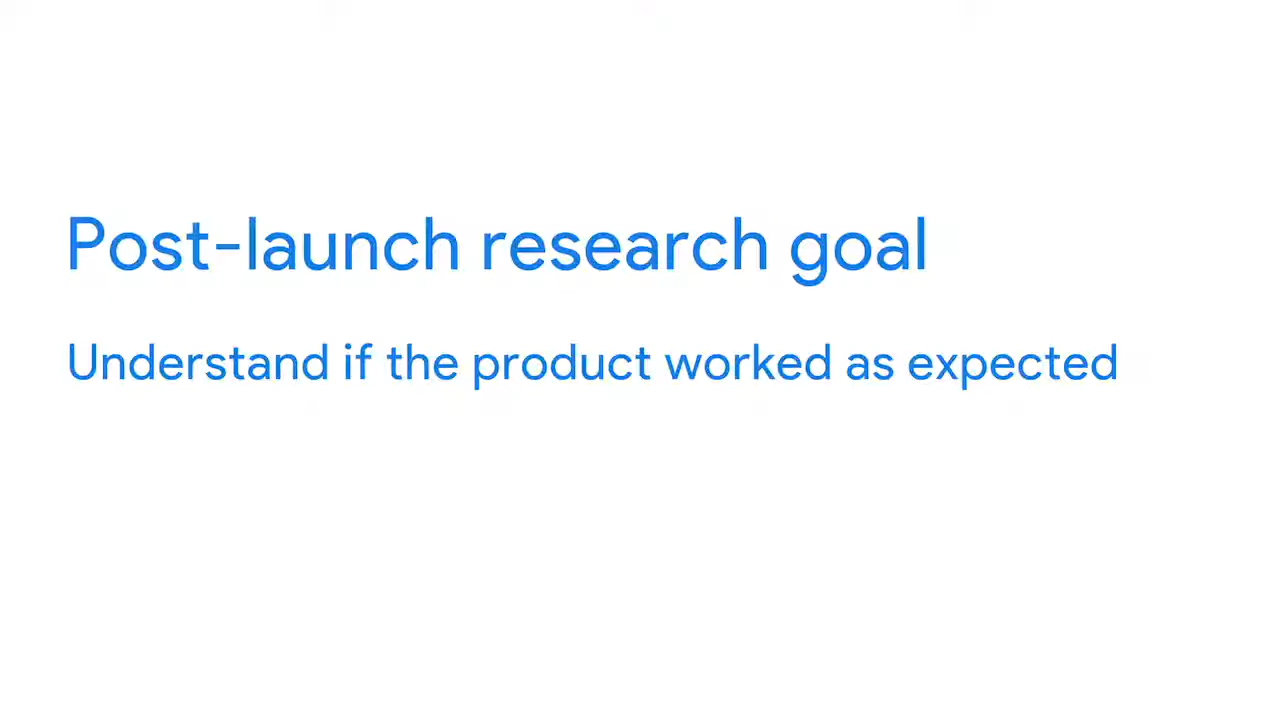 Post-launch research goal
Understand if the product worked as expected